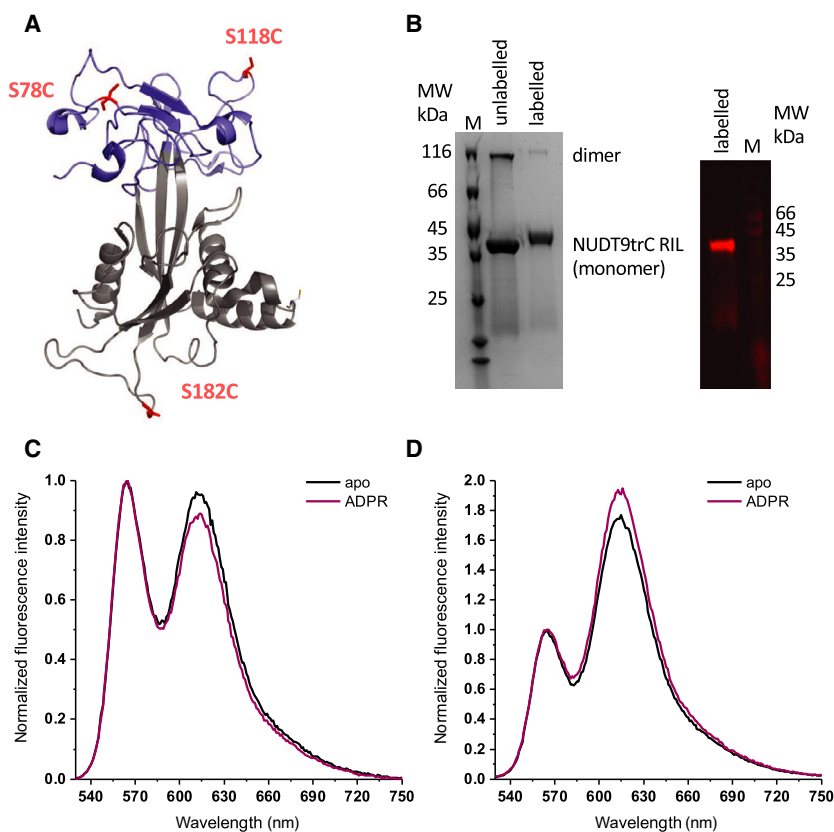 A
S118C
S78C
S182C
B
MW
kDa
M
unlabelled
labelled
116
66
45
35
25
dimer
NUDT9trC RIL
(monomer)
labelled
M
MW
kDa
66
45
35
25
C
1.0
0.8
0.6
0.4
0.2
0.0
Normalized fluorescence intensity
apo
ADPR
540 570 600 630 660 690 720 750
Wavelength (nm)
D
2.0
1.8
1.6
1.4
1.2
1.0
0.8
0.6
0.4
0.2
0.0
Normalized fluorescence intensity
apo
ADPR
540 570 600 630 660 690 720 750
Wavelength (nm)